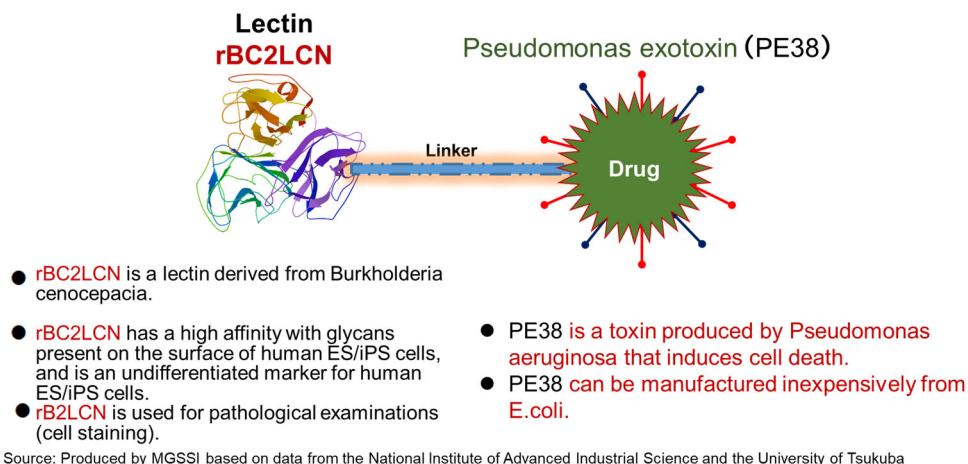 Lectin
rBC2LCN
Pseudomonas exotoxin (PE38)
Linker
Drug
● rBC2LCN is a lectin derived from Burkholderia
cenocepacia.
● rBC2LCN has a high affinity with glycans
present on the surface of human ES/iPS cells,
and is an undifferentiated marker for human
ES/iPS cells.
● rB2LCN is used for pathological examinations
(cell staining).
● PE38 is a toxin produced by Pseudomonas
aeruginosa that induces cell death.
● PE38 can be manufactured inexpensively from
E.coli.
Source: Produced by MGSSI based on data from the National Institute of Advanced Industrial Science and the University of Tsukuba